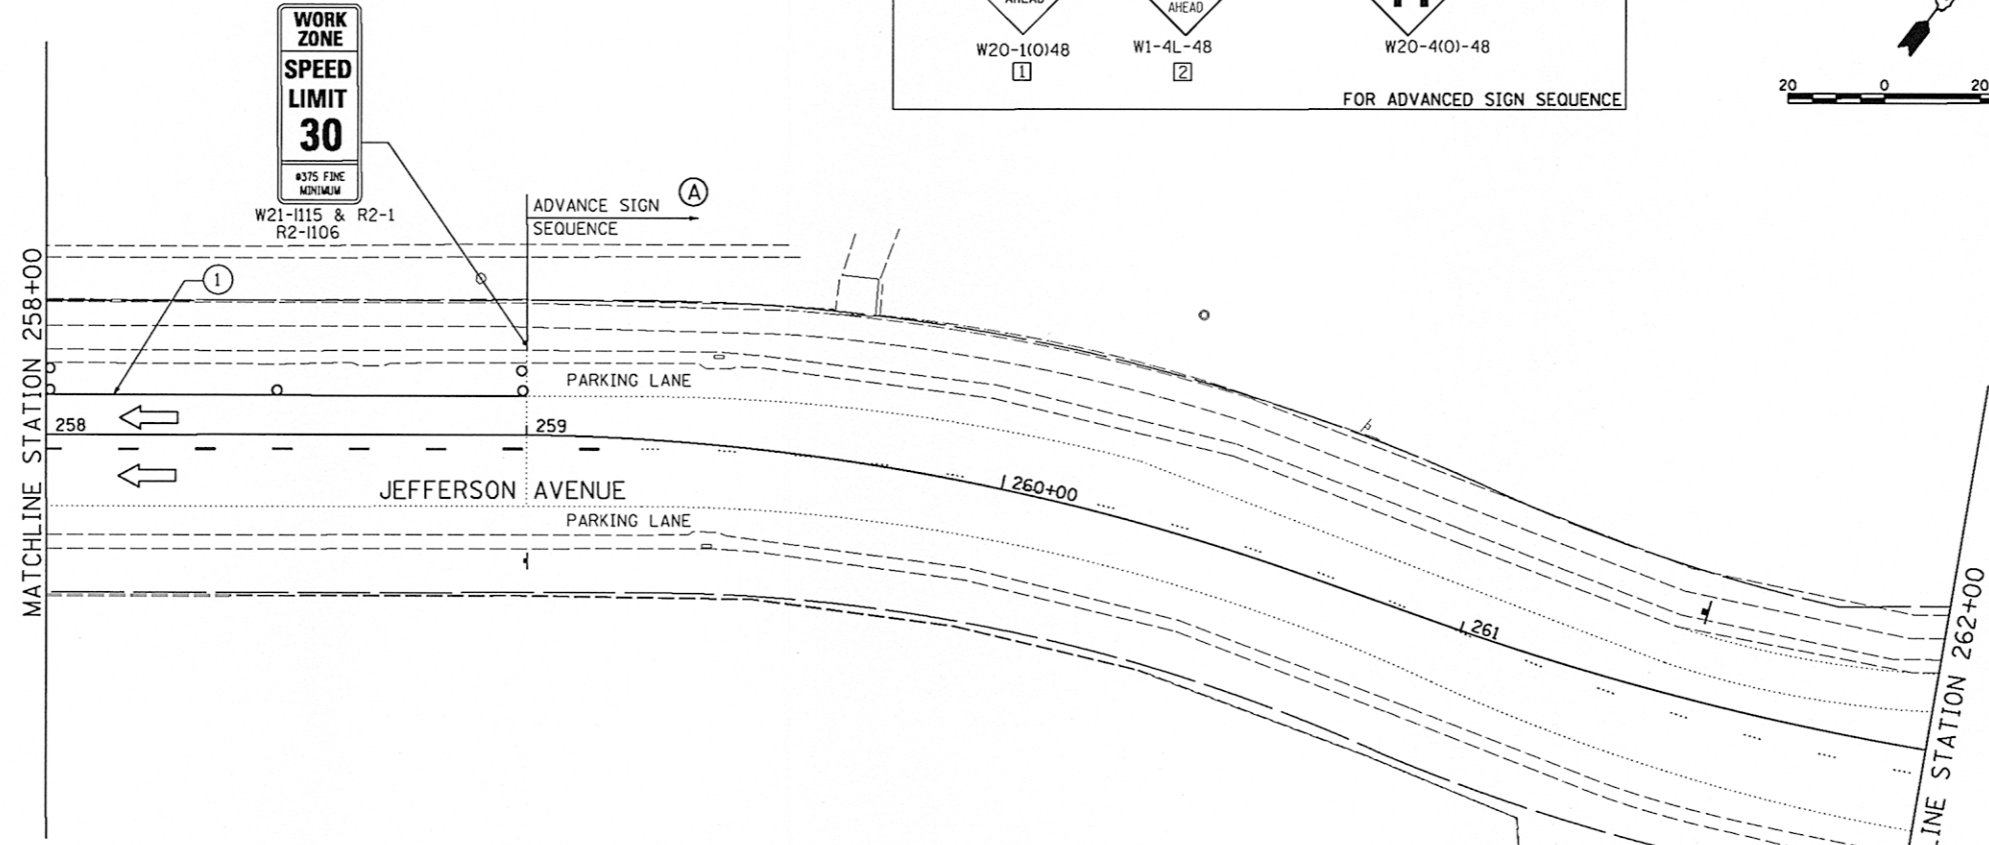 WORK
ZONE
SPEED
LIMIT
30
$375 FINE
MINIMUM
W21-I115 & R2-1
R2-I106
AHEAD
AHEAD
W20-1(O)48
W1-4L-48
W20-4(O)-48
1
2
FOR ADVANCED SIGN SEQUENCE
20
0
20
ADVANCE SIGN
SEQUENCE
A
1
MATCHLINE STATION 258+00
PARKING LANE
258
259
JEFFERSON AVENUE
PARKING LANE
260+00
261
LINE STATION 262+00